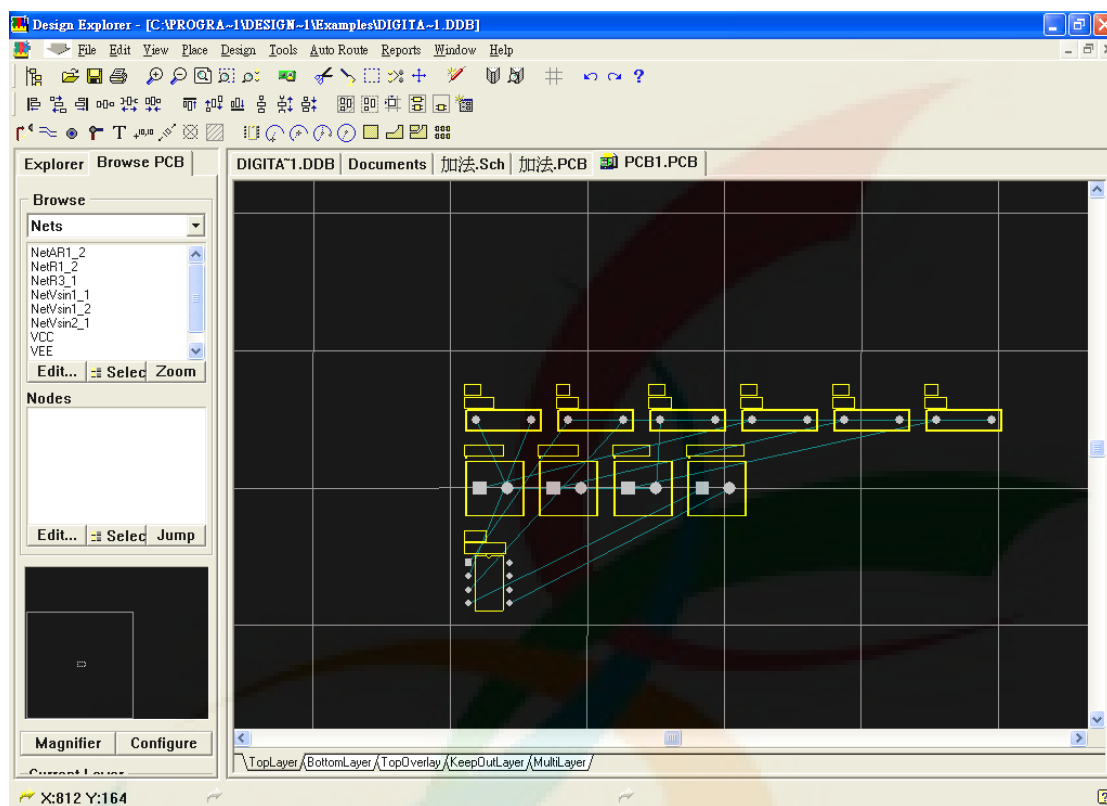 Design Explorer - [C:\PROGRA~1\DESIGN~1\Examples\DIGITA~1.DDB]
File Edit View Place Design Tools Auto Route Reports Window Help
Explorer Browse PCB
DIGITA~1.DDB Documents 加法.Sch 加法.PCB PCB1.PCB
Browse
Nets
NetAR1_2
NetR1_2
NetR3_1
NetVsin1_1
NetVsin1_2
NetVsin2_1
VCC
VEE
Edit... Selec Zoom
Nodes
Edit... Selec Jump
Magnifier Configure
Current Layer
TopLayer BottomLayer TopOverlay KeepOutLayer MultiLayer
X:812 Y:164